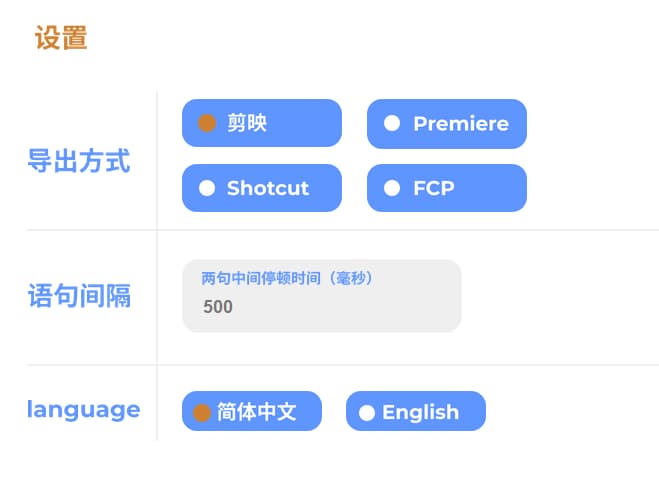 设置
导出方式
剪映
Premiere
Shotcut
FCP
语句间隔
两句中间停顿时间（毫秒）
500
language
简体中文
English